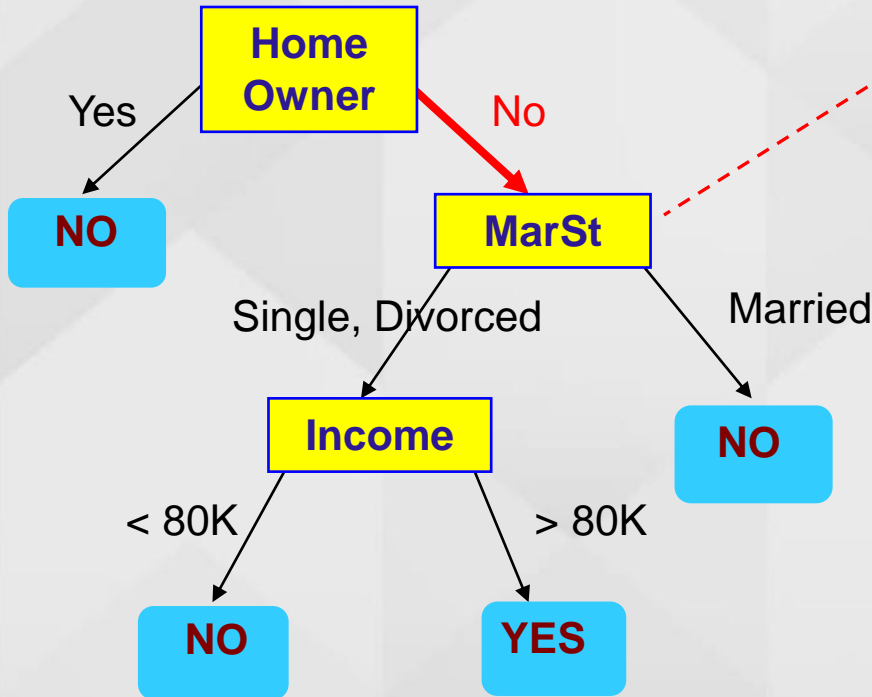 Home
Owner
Yes
No
NO
MarSt
Single, Divorced
Married
Income
NO
< 80K
> 80K
NO
YES